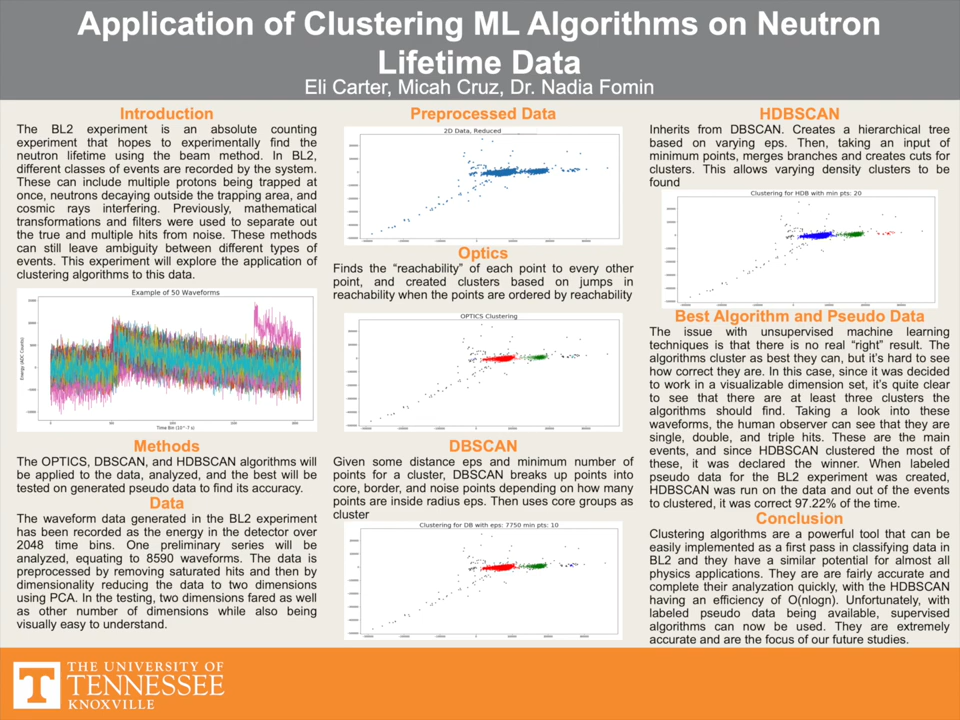 Application of Clustering ML Algorithms on Neutron
Lifetime Data
Eli Carter, Micah Cruz, Dr. Nadia Fomin
Introduction
The BL2 experiment is an absolute counting
experiment that hopes to experimentally find the
neutron lifetime using the beam method. In BL2,
different classes of events are recorded by the system.
These can include multiple protons being trapped at
once, neutrons decaying outside the trapping area, and
cosmic rays interfering. Previously, mathematical
transformations and filters were used to separate out
the true and multiple hits from noise. These methods
can still leave ambiguity between different types of
events. This experiment will explore the application of
clustering algorithms to this data.
Example of 50 Waveforms
Energy (ADC Counts)
Time Bin (10^-7 s)
Methods
The OPTICS, DBSCAN, and HDBSCAN algorithms will
be applied to the data, analyzed, and the best will be
tested on generated pseudo data to find its accuracy.
Data
The waveform data generated in the BL2 experiment
has been recorded as the energy in the detector over
2048 time bins. One preliminary series will be
analyzed, equating to 8590 waveforms. The data is
preprocessed by removing saturated hits and then by
dimensionality reducing the data to two dimensions
using PCA. In the testing, two dimensions fared as well
as other number of dimensions while also being
visually easy to understand.
Preprocessed Data
2D Data, Reduced
Optics
Finds the “reachability” of each point to every other
point, and created clusters based on jumps in
reachability when the points are ordered by reachability
OPTICS Clustering
DBSCAN
Given some distance eps and minimum number of
points for a cluster, DBSCAN breaks up points into
core, border, and noise points depending on how many
points are inside radius eps. Then uses core groups as
cluster
Clustering for DB with eps: 7750 min pts: 10
HDBSCAN
Inherits from DBSCAN. Creates a hierarchical tree
based on varying eps. Then, taking an input of
minimum points, merges branches and creates cuts for
clusters. This allows varying density clusters to be
found
Clustering for HDB with min pts: 20
Best Algorithm and Pseudo Data
The issue with unsupervised machine learning
techniques is that there is no real “right” result. The
algorithms cluster as best they can, but it’s hard to see
how correct they are. In this case, since it was decided
to work in a visualizable dimension set, it’s quite clear
to see that there are at least three clusters the
algorithms should find. Taking a look into these
waveforms, the human observer can see that they are
single, double, and triple hits. These are the main
events, and since HDBSCAN clustered the most of
these, it was declared the winner. When labeled
pseudo data for the BL2 experiment was created,
HDBSCAN was run on the data and out of the events
to clustered, it was correct 97.22% of the time.
Conclusion
Clustering algorithms are a powerful tool that can be
easily implemented as a first pass in classifying data in
BL2 and they have a similar potential for almost all
physics applications. They are are fairly accurate and
complete their analyzation quickly, with the HDBSCAN
having an efficiency of O(nlogn). Unfortunately, with
labeled pseudo data being available, supervised
algorithms can now be used. They are extremely
accurate and are the focus of our future studies.
THE UNIVERSITY OF
TENNESSEE
KNOXVILLE